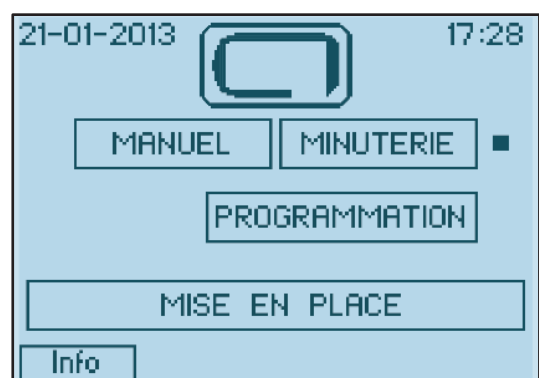 21-01-2013 17:28
MANUEL MINUTERIE
PROGRAMMATION
MISE EN PLACE
Info